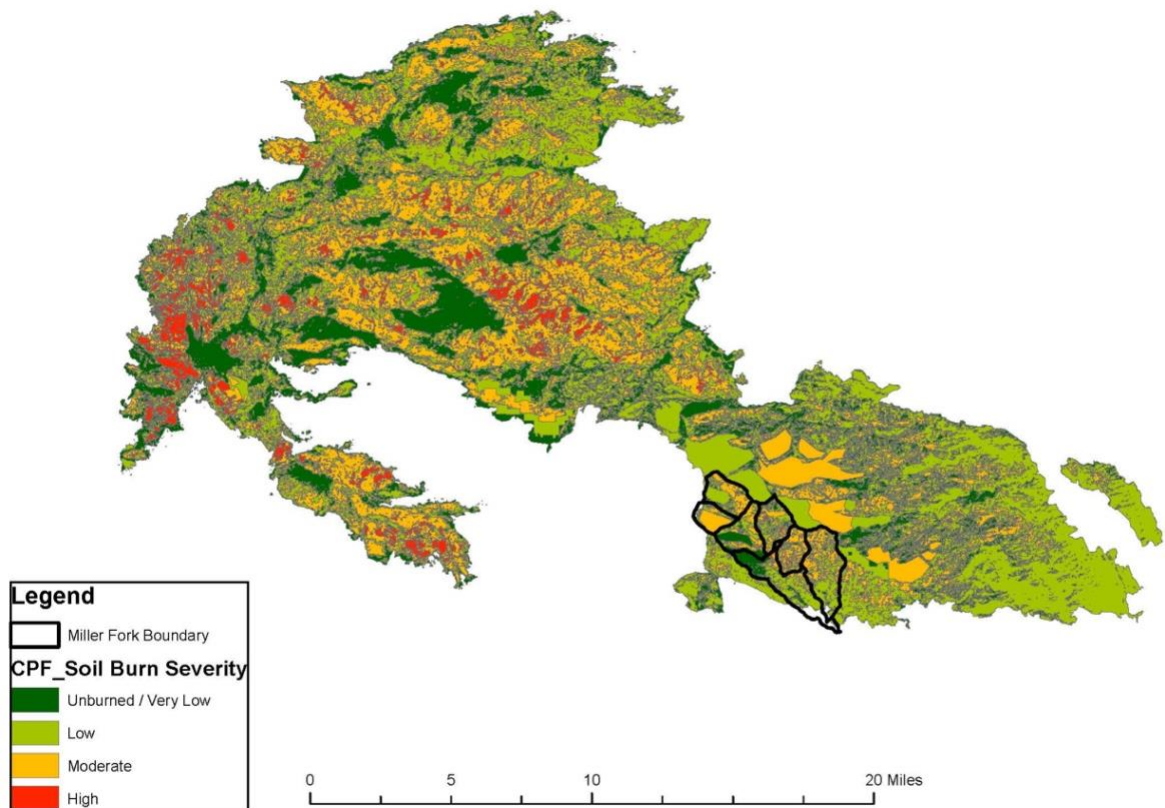 Legend
Miller Fork Boundary
CPF_Soil Burn Severity
Unburned / Very Low
Low
Moderate
High
0 5 10 20 Miles